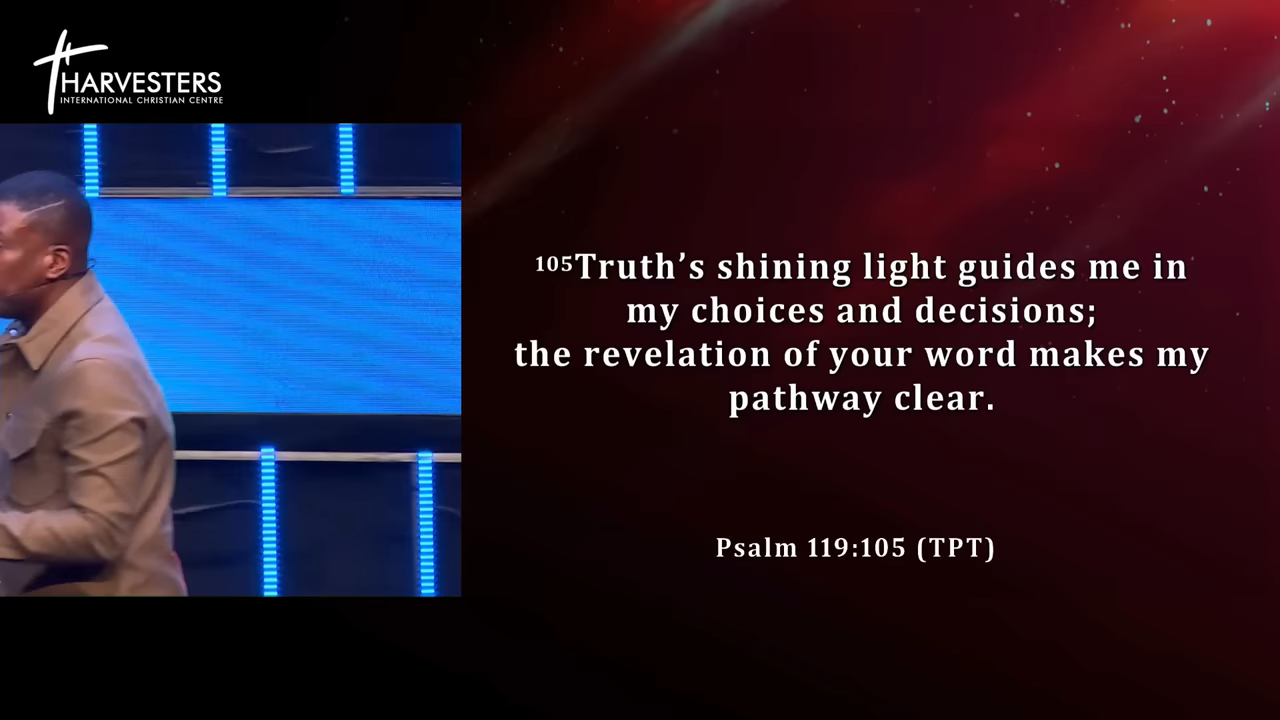 HARVESTERS
INTERNATIONAL CHRISTIAN CENTRE
105Truth’s shining light guides me in
my choices and decisions;
the revelation of your word makes my
pathway clear.
Psalm 119:105 (TPT)